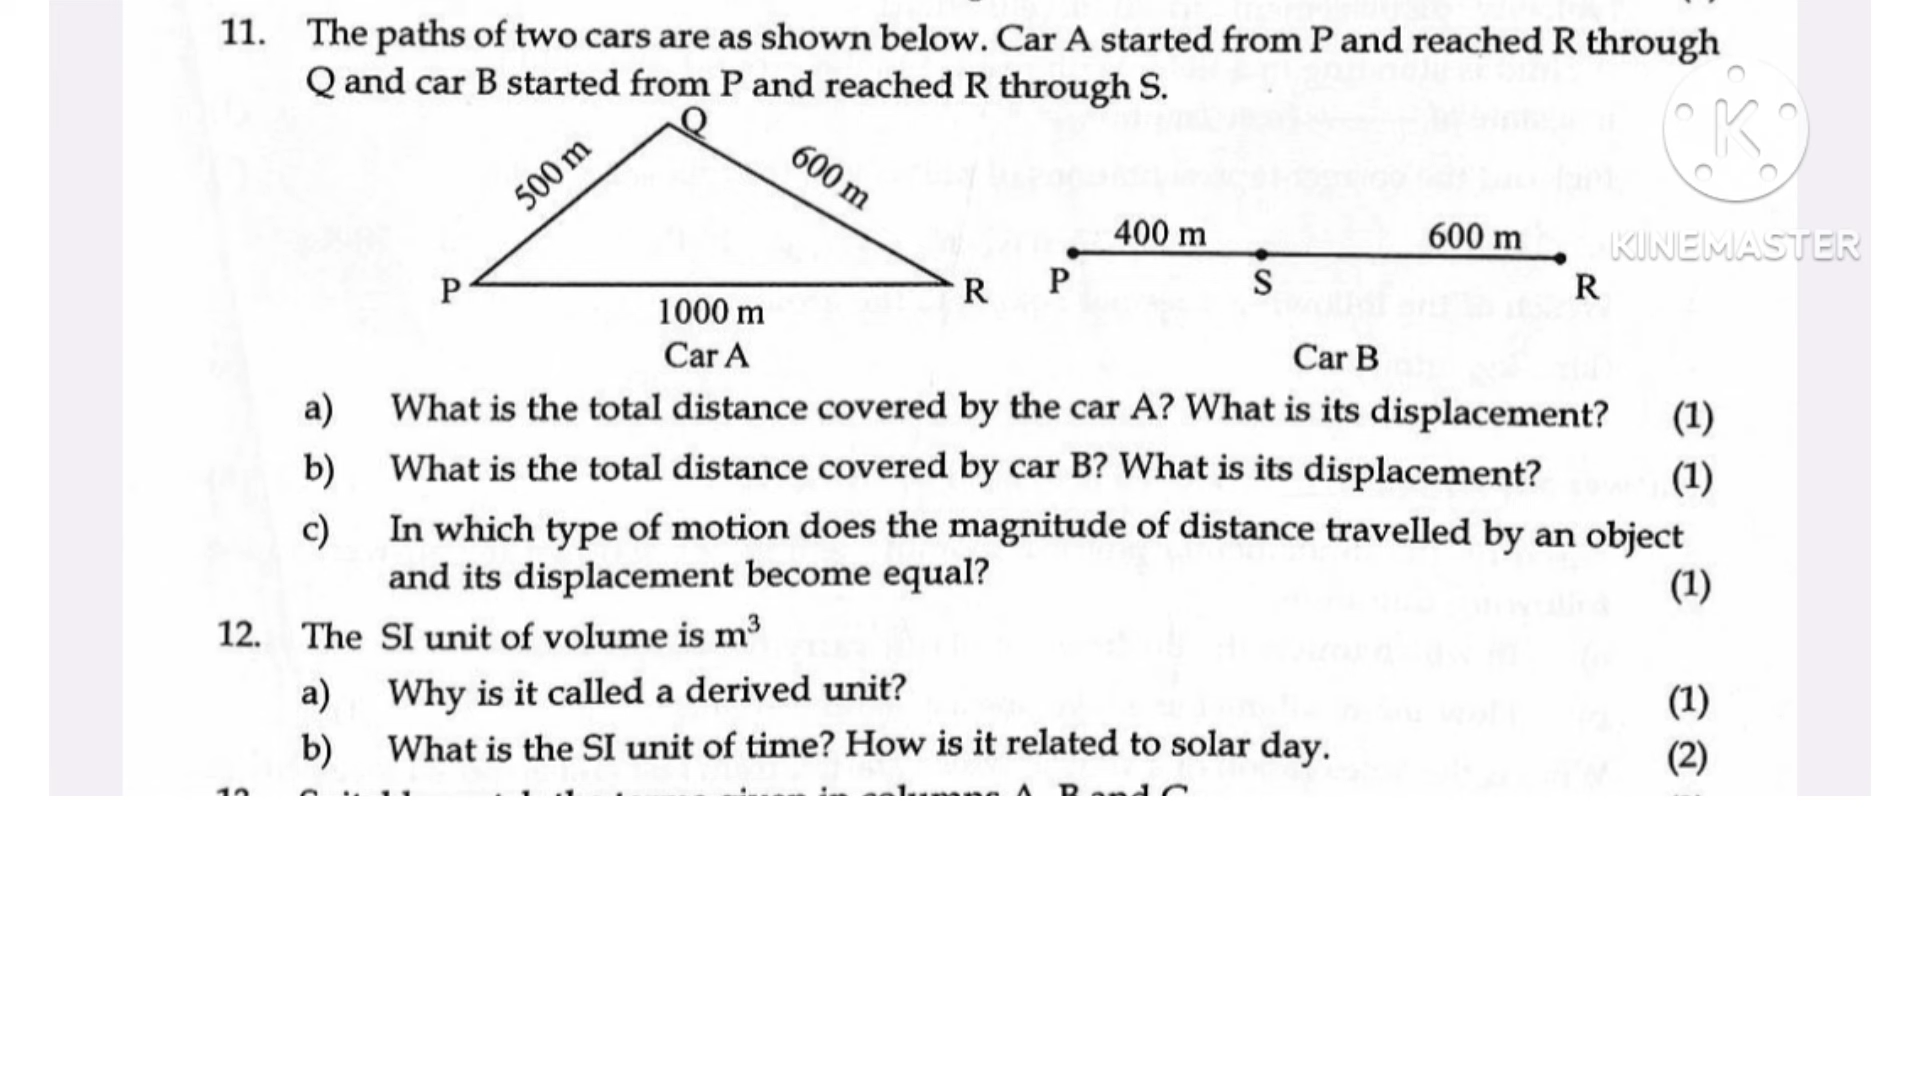 11. The paths of two cars are as shown below. Car A started from P and reached R through
Q and car B started from P and reached R through S.
Q
500 m
600 m
P
R
1000 m
Car A
400 m
600 m
P
S
R
Car B
K
KINEMASTER
a) What is the total distance covered by the car A? What is its displacement? (1)
b) What is the total distance covered by car B? What is its displacement? (1)
c) In which type of motion does the magnitude of distance travelled by an object
and its displacement become equal? (1)
12. The SI unit of volume is m³
a) Why is it called a derived unit? (1)
b) What is the SI unit of time? How is it related to solar day. (2)